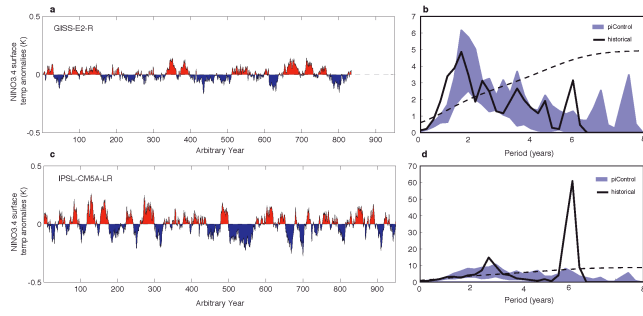 a
GISS-E2-R
0.5
0
-0.5
NINO3.4 surface
temp anomalies (K)
100 200 300 400 500 600 700 800 900
Arbitrary Year
b
7
6
5
4
3
2
1
0
piControl
historical
0 2 4 6 8
Period (years)
c
IPSL-CM5A-LR
0.5
0
-0.5
NINO3.4 surface
temp anomalies (K)
100 200 300 400 500 600 700 800 900
Arbitrary Year
d
70
60
50
40
30
20
10
0
piControl
historical
0 2 4 6 8
Period (years)